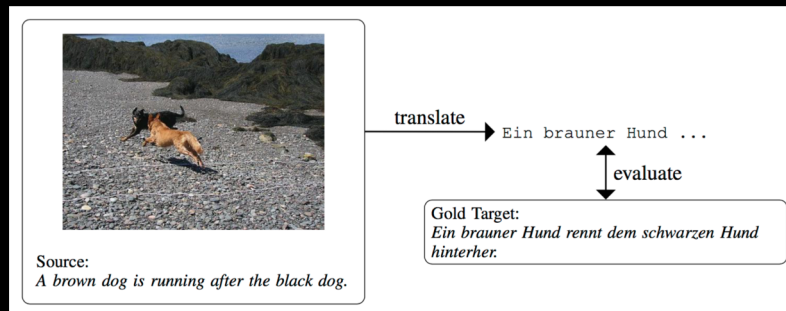 translate
Ein brauner Hund ...
evaluate
Gold Target:
Ein brauner Hund rennt dem schwarzen Hund
hinterher.
Source:
A brown dog is running after the black dog.